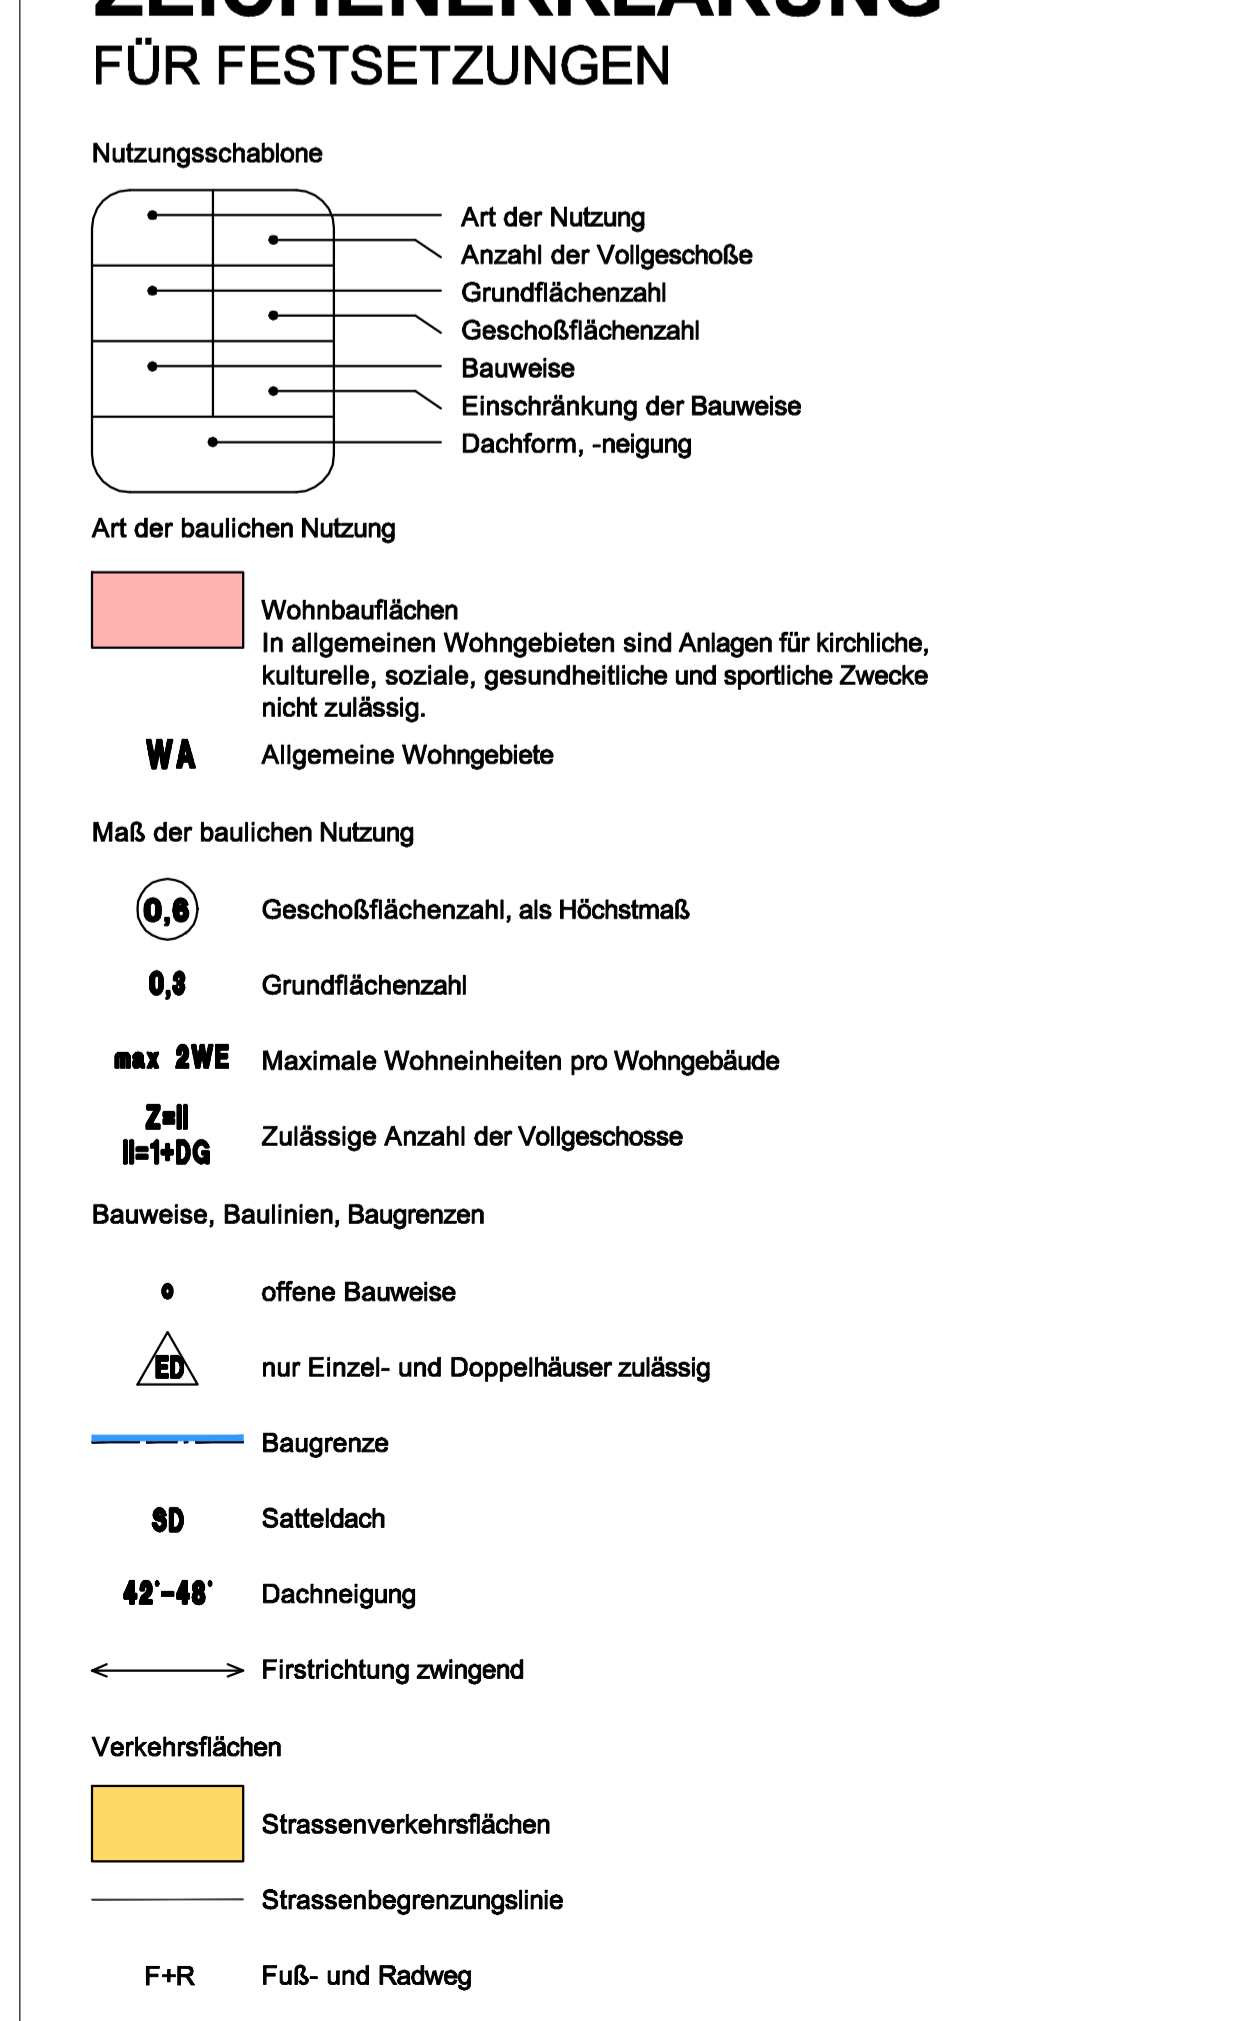 ZEICHENERKLÄRUNG
FÜR FESTSETZUNGEN
Nutzungsschablone
Art der Nutzung
Anzahl der Vollgeschoße
Grundflächenzahl
Geschoßflächenzahl
Bauweise
Einschränkung der Bauweise
Dachform, -neigung
Art der baulichen Nutzung
Wohnbauflächen
In allgemeinen Wohngebieten sind Anlagen für kirchliche,
kulturelle, soziale, gesundheitliche und sportliche Zwecke
nicht zulässig.
WA Allgemeine Wohngebiete
Maß der baulichen Nutzung
0,6 Geschoßflächenzahl, als Höchstmaß
0,3 Grundflächenzahl
max 2WE Maximale Wohneinheiten pro Wohngebäude
Z=II
II=1+DG Zulässige Anzahl der Vollgeschosse
Bauweise, Baulinien, Baugrenzen
o offene Bauweise
ED nur Einzel- und Doppelhäuser zulässig
Baugrenze
SD Satteldach
42°-48° Dachneigung
Firstrichtung zwingend
Verkehrsflächen
Strassenverkehrsflächen
Strassenbegrenzungslinie
F+R Fuß- und Radweg